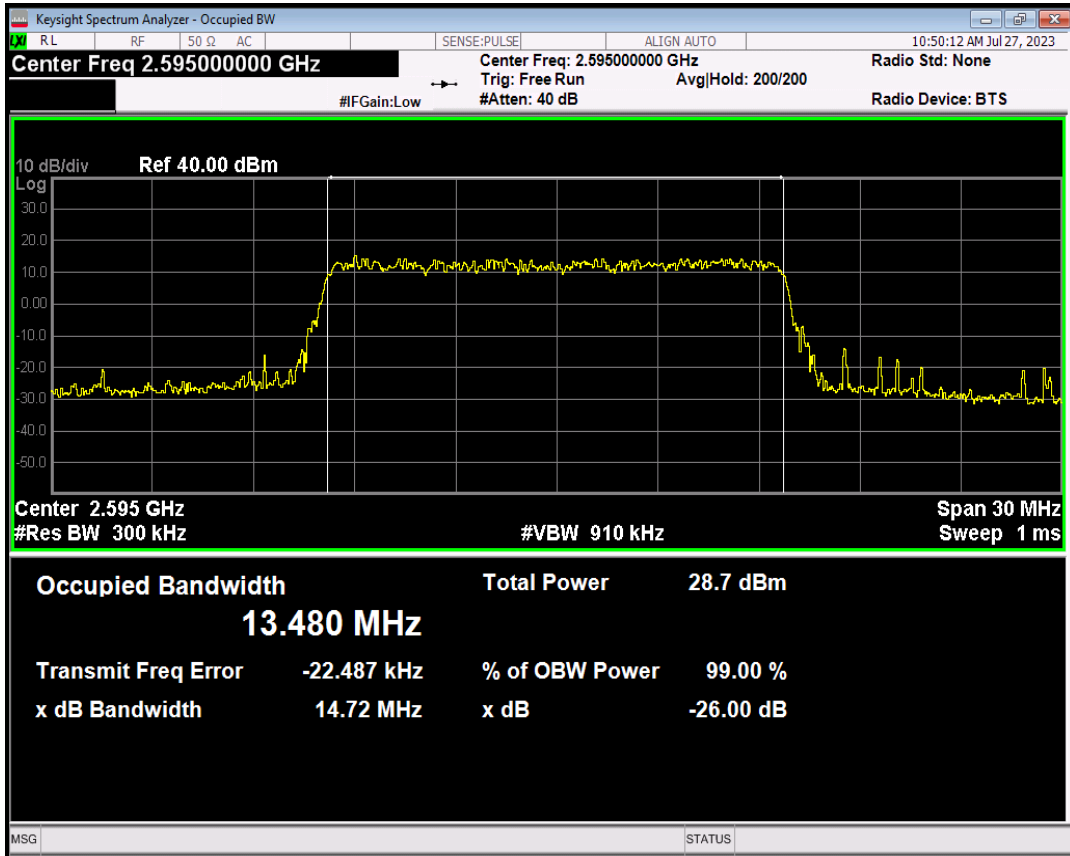 Keysight Spectrum Analyzer - Occupied BW
LXI RL RF 50 Ω AC SENSE:PULSE ALIGN AUTO 10:50:12 AM Jul 27, 2023
Center Freq 2.595000000 GHz Center Freq: 2.595000000 GHz Radio Std: None
Trig: Free Run Avg|Hold: 200/200
#IFGain:Low #Atten: 40 dB Radio Device: BTS
10 dB/div Ref 40.00 dBm
Log
30.0
20.0
10.0
0.00
-10.0
-20.0
-30.0
-40.0
-50.0
Center 2.595 GHz Span 30 MHz
#Res BW 300 kHz #VBW 910 kHz Sweep 1 ms
Occupied Bandwidth Total Power 28.7 dBm
13.480 MHz
Transmit Freq Error -22.487 kHz % of OBW Power 99.00 %
x dB Bandwidth 14.72 MHz x dB -26.00 dB
MSG STATUS